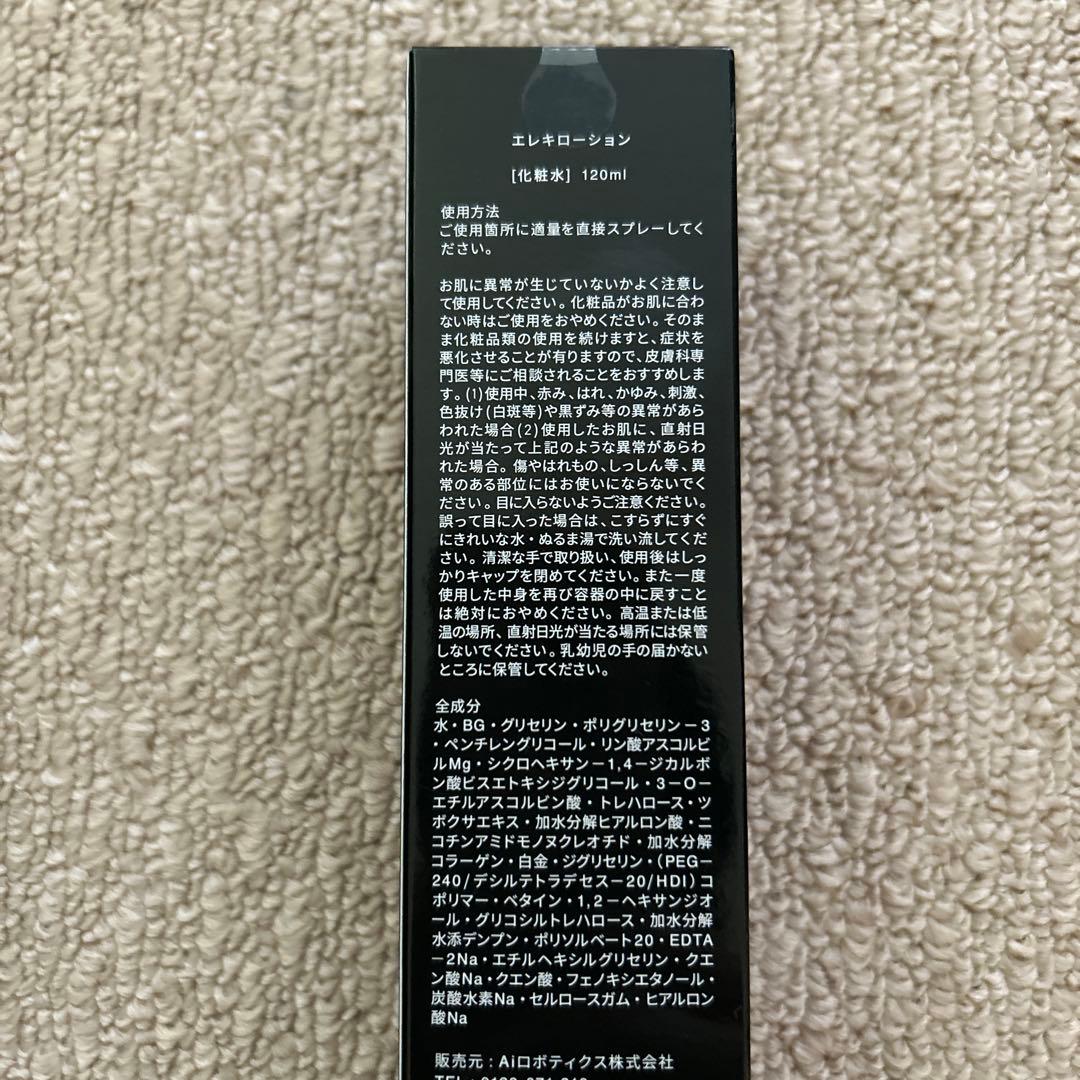 エレキローション
[化粧水] 120ml
使用方法
ご使用箇所に適量を直接スプレーしてく
ださい。
お肌に異常が生じていないかよく注意し
て使用してください。化粧品がお肌に合わ
ない時はご使用をおやめください。そのま
ま化粧品類の使用を続けますと、症状を
悪化させることが有りますので、皮膚科専
門医等にご相談されることをおすすめしま
す。(1)使用中、赤み、はれ、かゆみ、刺激、
色抜け(白斑等)や黒ずみ等の異常があら
われた場合(2)使用したお肌に、直射日
光が当たって上記のような異常があらわ
れた場合。傷やはれもの、しっしん等、異
常のある部位にはお使いにならないでく
ださい。目に入らないようご注意ください。
誤って目に入った場合は、こすらずにすぐ
にきれいな水・ぬるま湯で洗い流してくだ
さい。清潔な手で取り扱い、使用後はしっ
かりキャップを閉めてください。また一度
使用した中身を再び容器の中に戻すこと
は絶対におやめください。高温または低
温の場所、直射日光が当たる場所には保管
しないでください。乳幼児の手の届かない
ところに保管してください。
全成分
水・BG・グリセリン・ポリグリセリン－3
・ペンチレングリコール・リン酸アスコルビ
ルMg・シクロヘキサン－1,4－ジカルボ
ン酸ビスエトキシジグリコール・3－O－
エチルアスコルビン酸・トレハロース・ツ
ボクサエキス・加水分解ヒアルロン酸・ニ
コチンアミドモノヌクレオチド・加水分解
コラーゲン・白金・ジグリセリン・(PEG－
240/デシルテトラデセス－20/HDI)コ
ポリマー・ベタイン・1,2－ヘキサンジオ
ール・グリコシルトレハロース・加水分解
水添デンプン・ポリソルベート20・EDTA
－2Na・エチルヘキシルグリセリン・クエ
ン酸Na・クエン酸・フェノキシエタノール・
炭酸水素Na・セルロースガム・ヒアルロン
酸Na
販売元：Aiロボティクス株式会社